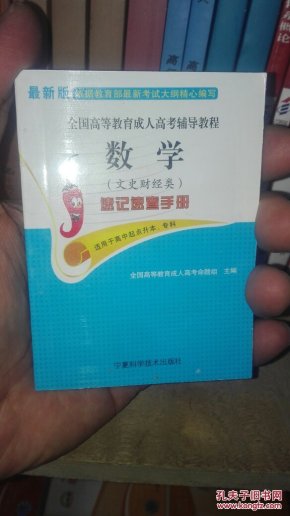 最新版 依据教育部最新考试大纲精心编写
全国高等教育成人高考辅导教程
数学
(文史财经类)
速记速查手册
适用于高中起点升本、专科
全国高等教育成人高考命题组 主编
宁夏科学技术出版社
孔夫子旧书网